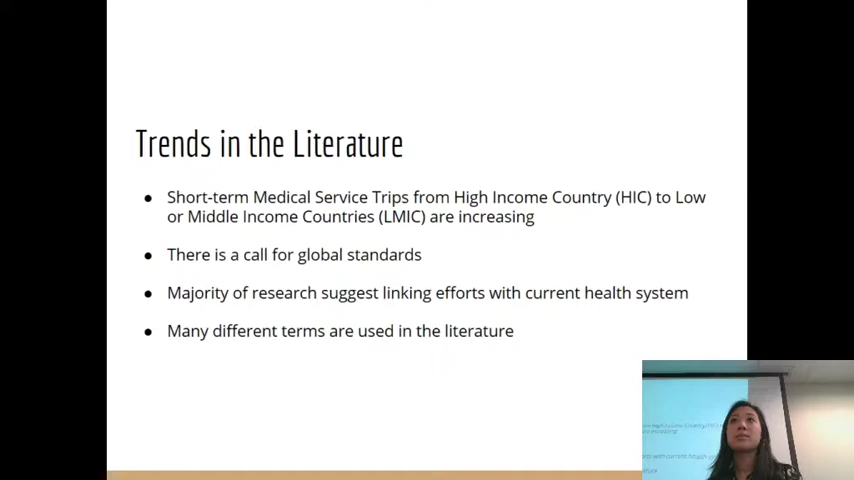 Trends in the Literature
● Short-term Medical Service Trips from High Income Country (HIC) to Low
or Middle Income Countries (LMIC) are increasing
● There is a call for global standards
● Majority of research suggest linking efforts with current health system
● Many different terms are used in the literature